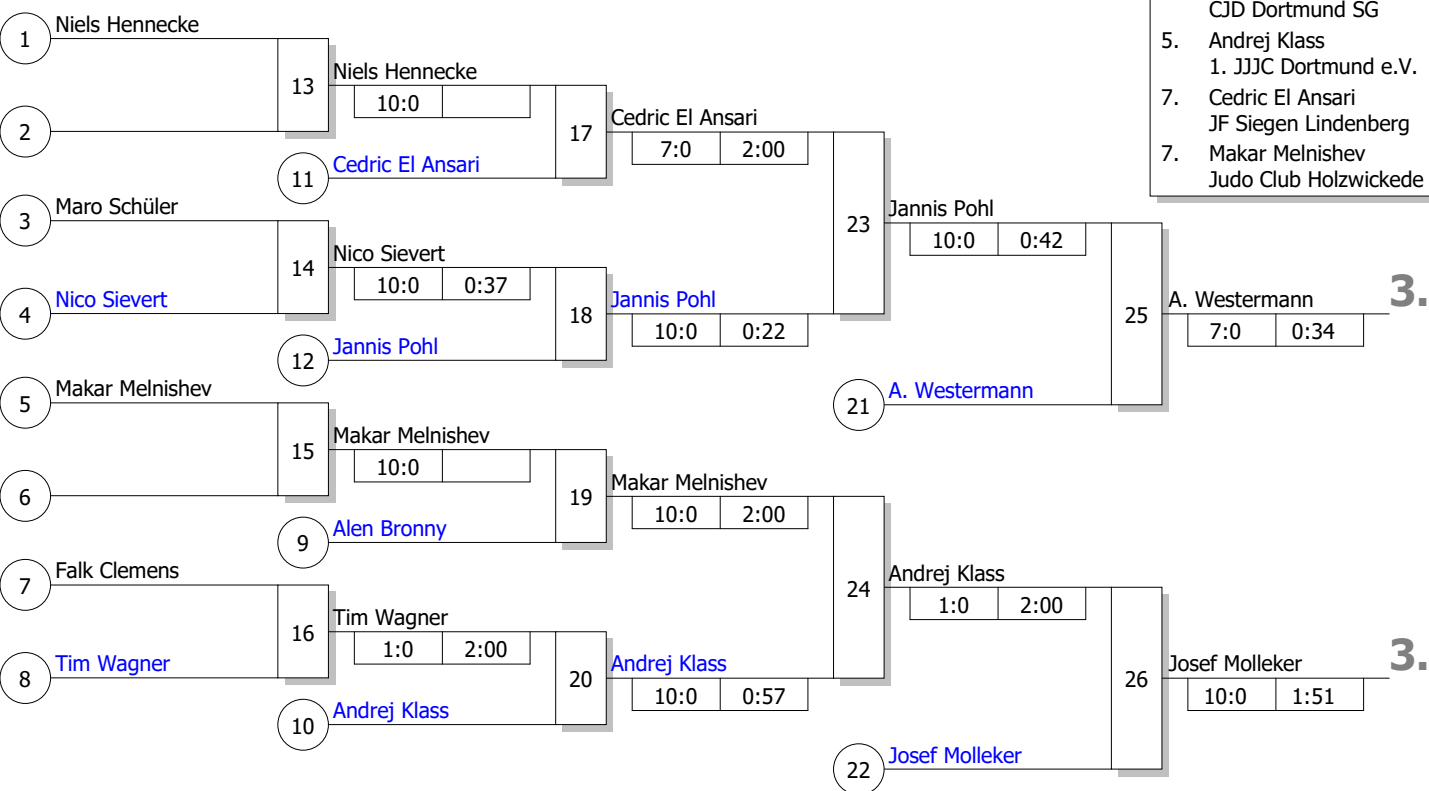 CJD Dortmund SG
5. Andrej Klass
1. JJJC Dortmund e.V.
7. Cedric El Ansari
JF Siegen Lindenberg
7. Makar Melnishev
Judo Club Holzwickede
1 Niels Hennecke
13 Niels Hennecke
10:0
2
17 Cedric El Ansari
7:0 2:00
11 Cedric El Ansari
3 Maro Schüler
23 Jannis Pohl
10:0 0:42
14 Nico Sievert
10:0 0:37
4 Nico Sievert
18 Jannis Pohl
10:0 0:22
12 Jannis Pohl
25 A. Westermann 3.
7:0 0:34
5 Makar Melnishev
21 A. Westermann
15 Makar Melnishev
10:0
6
19 Makar Melnishev
10:0 2:00
9 Alen Bronny
7 Falk Clemens
24 Andrej Klass
1:0 2:00
16 Tim Wagner
1:0 2:00
8 Tim Wagner
20 Andrej Klass
10:0 0:57
10 Andrej Klass
26 Josef Molleker 3.
10:0 1:51
22 Josef Molleker